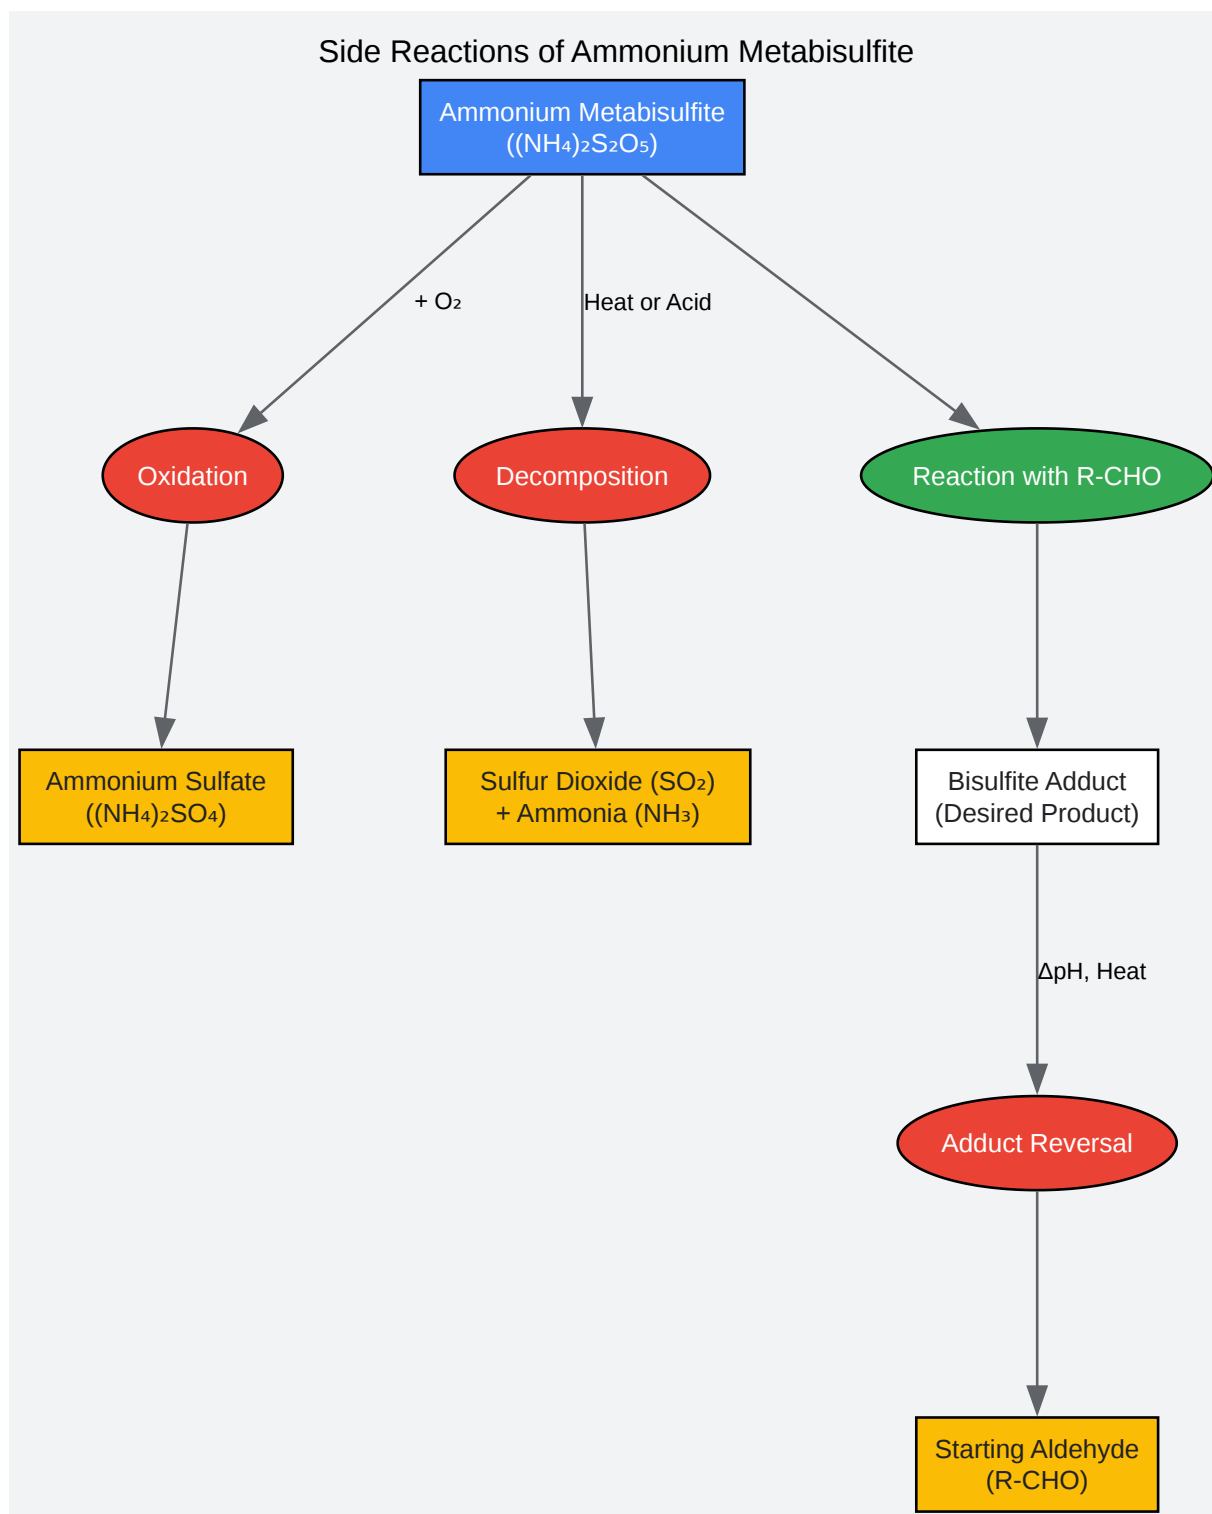 Side Reactions of Ammonium Metabisulfite
Ammonium Metabisulfite
((NH₄)₂S₂O₅)
+ O₂
Heat or Acid
Oxidation
Decomposition
Reaction with R-CHO
Ammonium Sulfate
((NH₄)₂SO₄)
Sulfur Dioxide (SO₂)
+ Ammonia (NH₃)
Bisulfite Adduct
(Desired Product)
ΔpH, Heat
Adduct Reversal
Starting Aldehyde
(R-CHO)